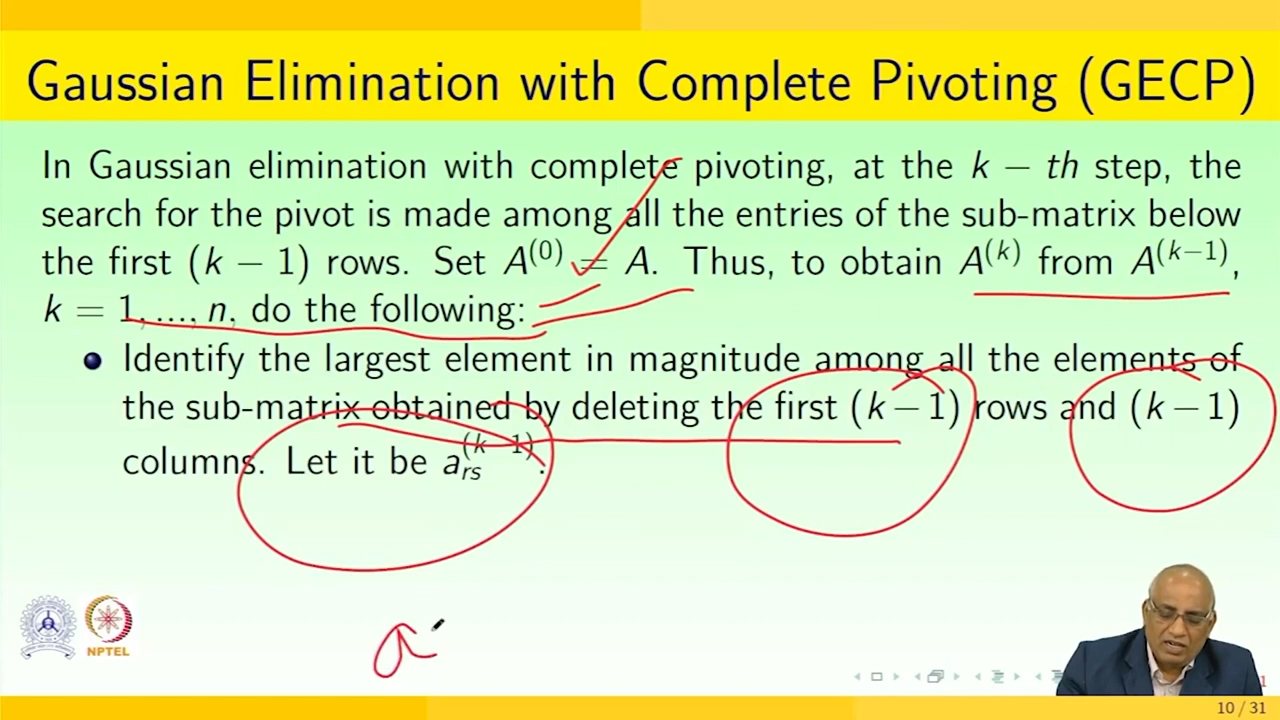 Gaussian Elimination with Complete Pivoting (GECP)
In Gaussian elimination with complete pivoting, at the k − th step, the
search for the pivot is made among all the entries of the sub-matrix below
the first (k − 1) rows. Set A^(0) = A. Thus, to obtain A^(k) from A^(k−1),
k = 1, ..., n, do the following:
Identify the largest element in magnitude among all the elements of
the sub-matrix obtained by deleting the first (k − 1) rows and (k − 1)
columns. Let it be a_rs^(k−1).
a
NPTEL
10 / 31